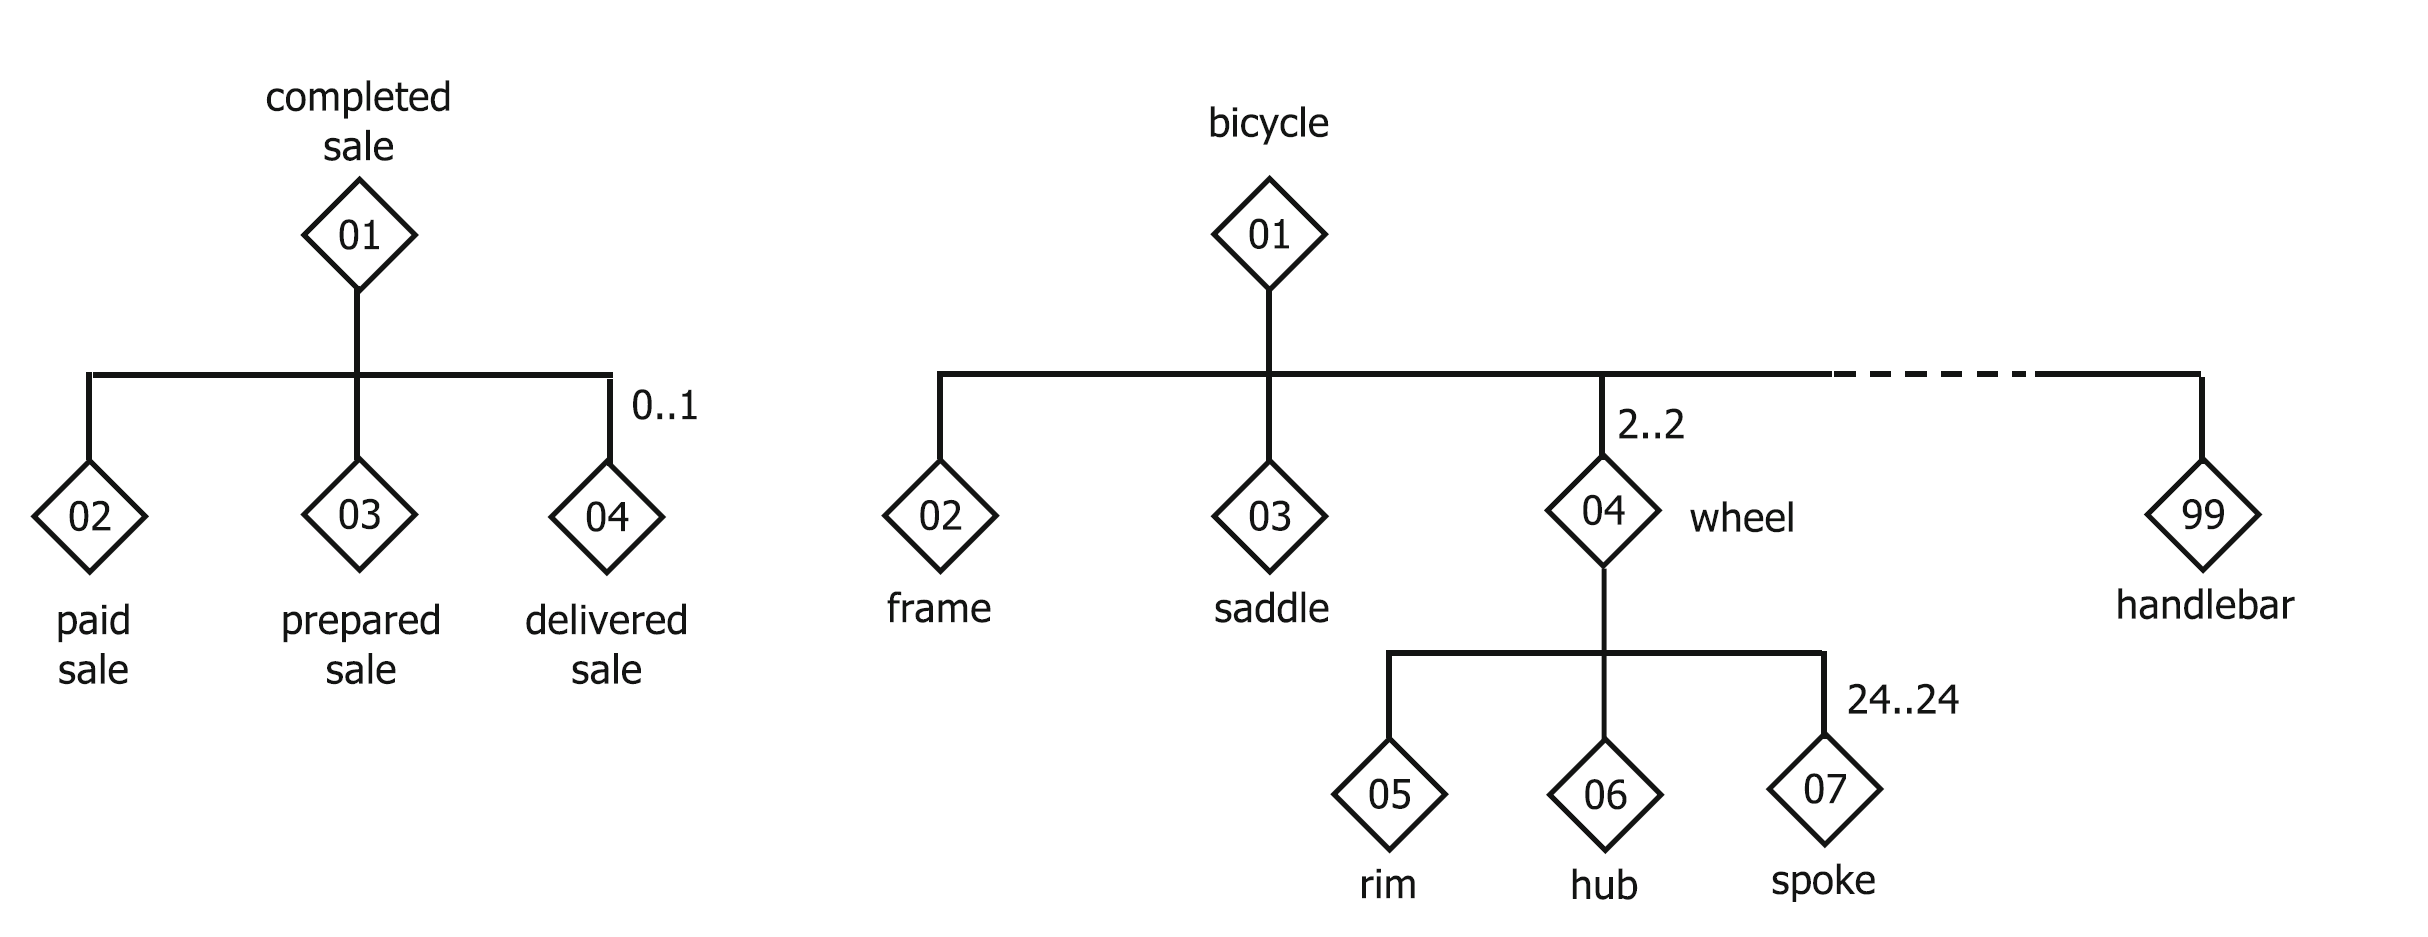 completed
sale
01
0..1
02
03
04
paid
sale
prepared
sale
delivered
sale
bicycle
01
2..2
02
03
04
wheel
99
frame
saddle
handlebar
24..24
05
06
07
rim
hub
spoke